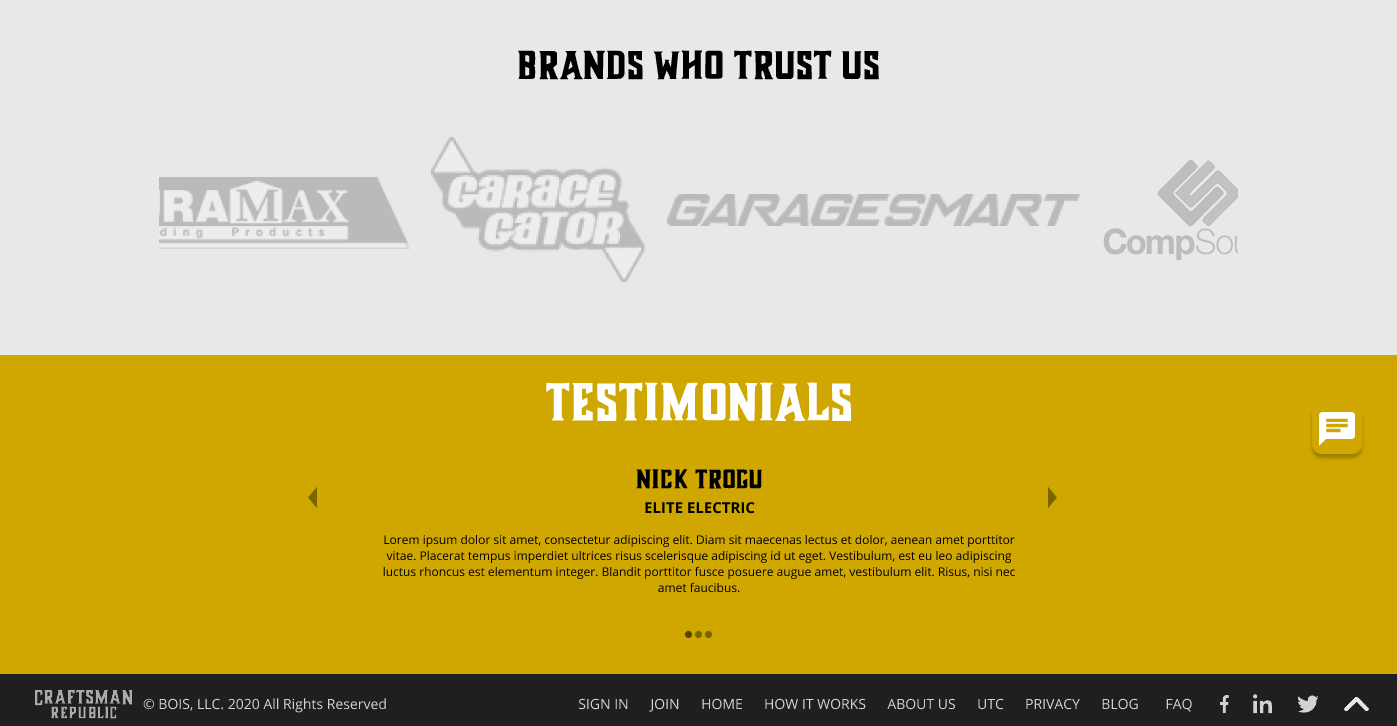 BRANDS WHO TRUST US
RAMAX
ding Products
GARAGE
GATOR
GARAGESMART
CompSou
TESTIMONIALS
NICK TROGU
ELITE ELECTRIC
Lorem ipsum dolor sit amet, consectetur adipiscing elit. Diam sit maecenas lectus et dolor, aenean amet porttitor
vitae. Placerat tempus imperdiet ultrices risus scelerisque adipiscing id ut eget. Vestibulum, est eu leo adipiscing
luctus rhoncus est elementum integer. Blandit porttitor fusce posuere augue amet, vestibulum elit. Risus, nisi nec
amet faucibus.
CRAFTSMAN
REPUBLIC
© BOIS, LLC. 2020 All Rights Reserved
SIGN IN JOIN HOME HOW IT WORKS ABOUT US UTC PRIVACY BLOG FAQ